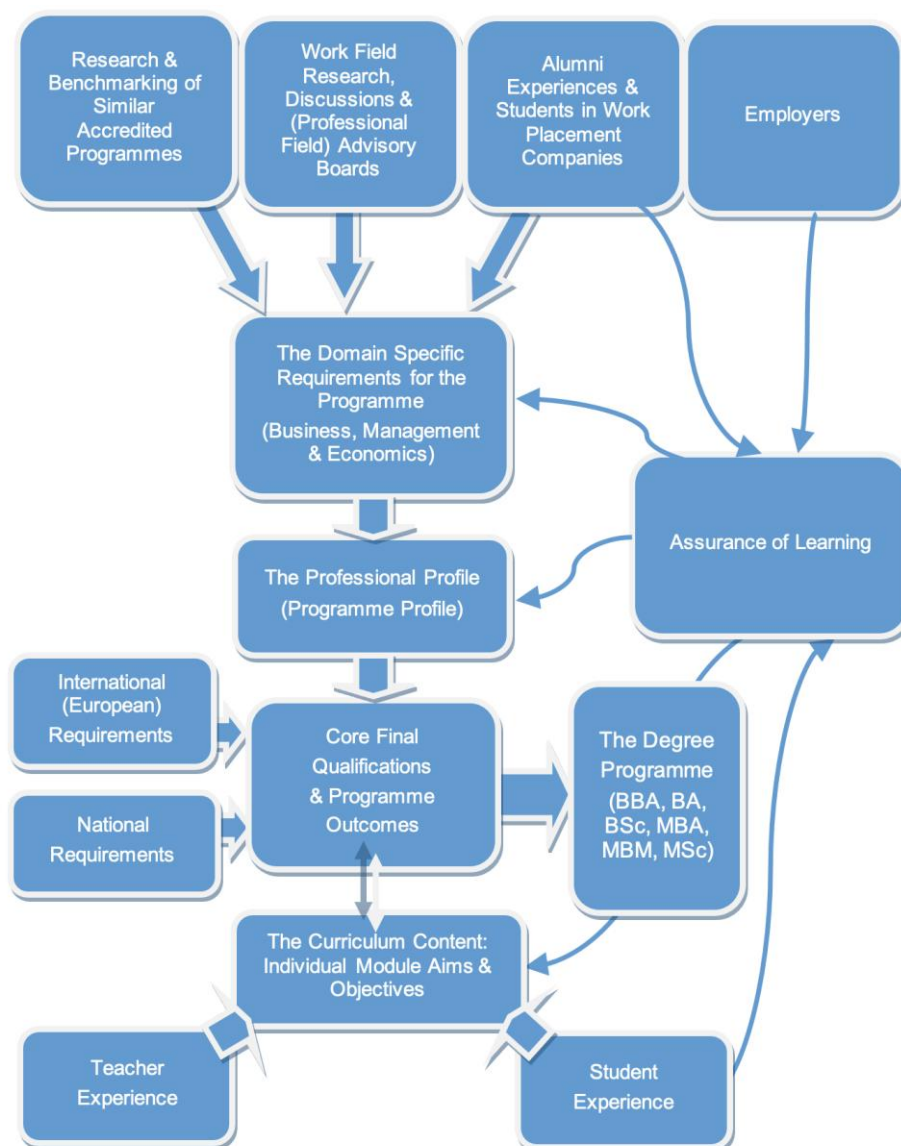 Research &
Benchmarking of
Similar
Accredited
Programmes
Work Field
Research,
Discussions &
(Professional
Field) Advisory
Boards
Alumni
Experiences &
Students in Work
Placement
Companies
Employers
The Domain Specific
Requirements for the
Programme
(Business, Management
& Economics)
Assurance of Learning
The Professional Profile
(Programme Profile)
International
(European)
Requirements
National
Requirements
Core Final
Qualifications
& Programme
Outcomes
The Degree
Programme
(BBA, BA,
BSc, MBA,
MBM, MSc)
The Curriculum Content:
Individual Module Aims &
Objectives
Teacher
Experience
Student
Experience